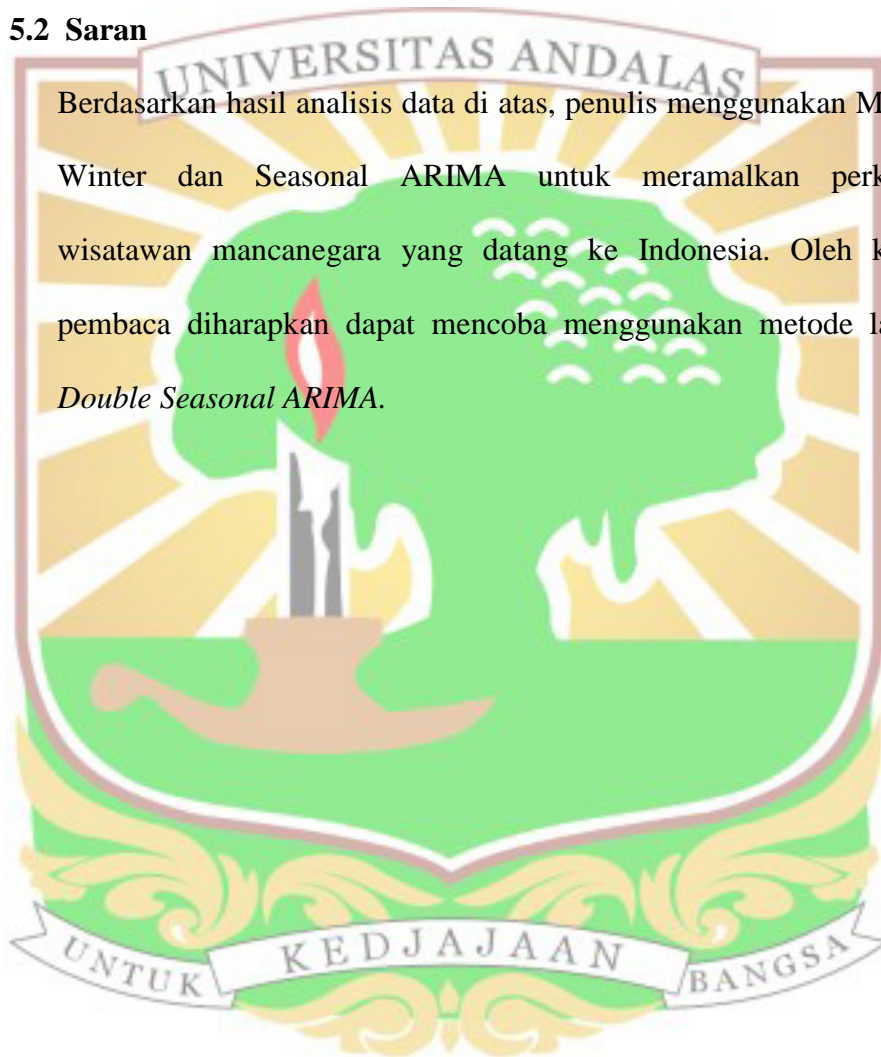 5.2 Saran
UNIVERSITAS ANDALAS
Berdasarkan hasil analisis data di atas, penulis menggunakan M
Winter dan Seasonal ARIMA untuk meramalkan perk
wisatawan mancanegara yang datang ke Indonesia. Oleh k
pembaca diharapkan dapat mencoba menggunakan metode la
Double Seasonal ARIMA.
UNTUK KEDJAJAAN BANGSA